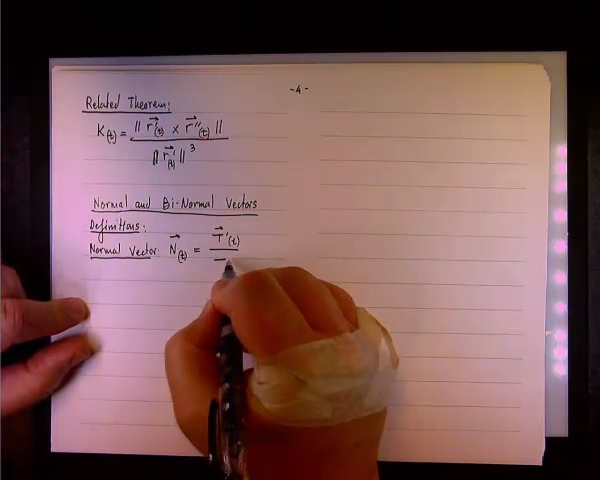 -4-
Related Theorem:
K(t) = || r⃗'(t) × r⃗''(t) ||
|| r⃗'(t) ||³
Normal and Bi-Normal Vectors
Definitions:
Normal Vector: N⃗(t) = T⃗'(t)